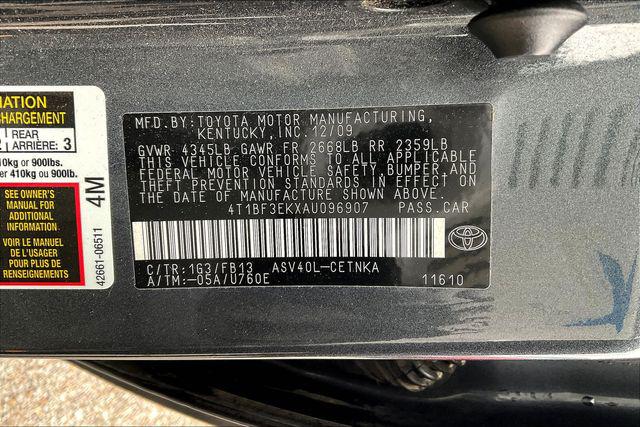 MATION
CHARGEMENT
2 REAR ARRIÈRE: 3
10kg or 900lbs.
er 410kg ou 900lb.
SEE OWNER'S
MANUAL FOR
ADDITIONAL
INFORMATION
VOIR LE MANUEL
DE L'USAGER
POUR PLUS DE
RENSEIGNEMENTS
4M
42661-06511
MFD.BY:TOYOTA MOTOR MANUFACTURING,
KENTUCKY,INC.12/09
GVWR 4345LB GAWR FR 2668LB RR 2359LB
THIS VEHICLE CONFORMS TO ALL APPLICABLE
FEDERAL MOTOR VEHICLE SAFETY,BUMPER,AND
THEFT PREVENTION STANDARDS IN EFFECT ON
THE DATE OF MANUFACTURE SHOWN ABOVE.
4T1BF3EKXAU096907 PASS.CAR
C/TR:1G3/FB13 ASV40L-CETNKA
A/TM:-05A/U760E 11610